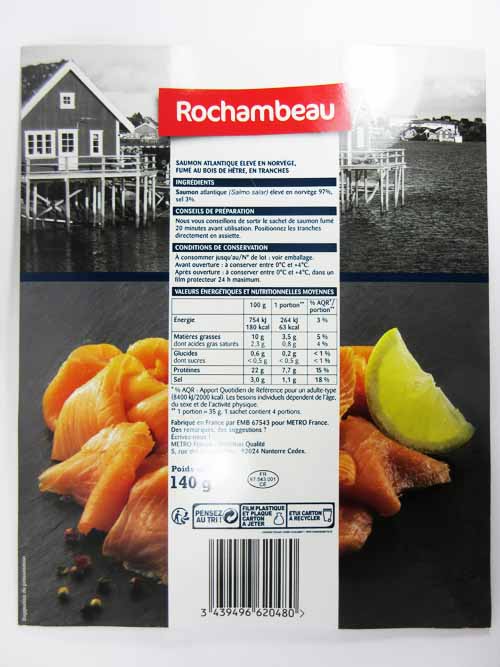 Rochambeau
SAUMON ATLANTIQUE ÉLEVÉ EN NORVÈGE,
FUMÉ AU BOIS DE HÊTRE, EN TRANCHES
INGRÉDIENTS
Saumon atlantique (Salmo salar) élevé en norvège 97%,
sel 3%.
CONSEILS DE PRÉPARATION
Nous vous conseillons de sortir le sachet de saumon fumé
20 minutes avant utilisation. Positionnez les tranches
directement en assiette.
CONDITIONS DE CONSERVATION
À consommer jusqu'au/N° de lot : voir emballage.
Avant ouverture : à conserver entre 0°C et +4°C.
Après ouverture : à conserver entre 0°C et +4°C, dans un
film protecteur 24 h maximum.
VALEURS ÉNERGÉTIQUES ET NUTRITIONNELLES MOYENNES
100 g 1 portion** % AQR*/
portion**
Energie 754 kJ 264 kJ 3 %
180 kcal 63 kcal
Matières grasses 10 g 3,5 g 5 %
dont acides gras saturés 2,3 g 0,8 g 4 %
Glucides 0,6 g 0,2 g < 1 %
dont sucres < 0,5 g < 0,5 g < 1 %
Protéines 22 g 7,7 g 15 %
Sel 3,0 g 1,1 g 18 %
* % AQR : Apport Quotidien de Référence pour un adulte-type
(8400 kJ/2000 kcal). Les besoins individuels dépendent de l'âge,
du sexe et de l'activité physique.
** 1 portion = 35 g. 1 sachet contient 4 portions.
Fabriqué en France par EMB 67543 pour METRO France.
Des remarques, des suggestions ?
Écrivez-nous !
METRO Qualité
5, rue 92024 Nanterre Cedex.
Poids
140 g
FR
67.543.001
CE
PENSEZ
AU TRI !
FILM PLASTIQUE
ET PLAQUE
CARTON
À JETER
ETUI CARTON
À RECYCLER
3 439496 620480 >
Suggestion de présentation